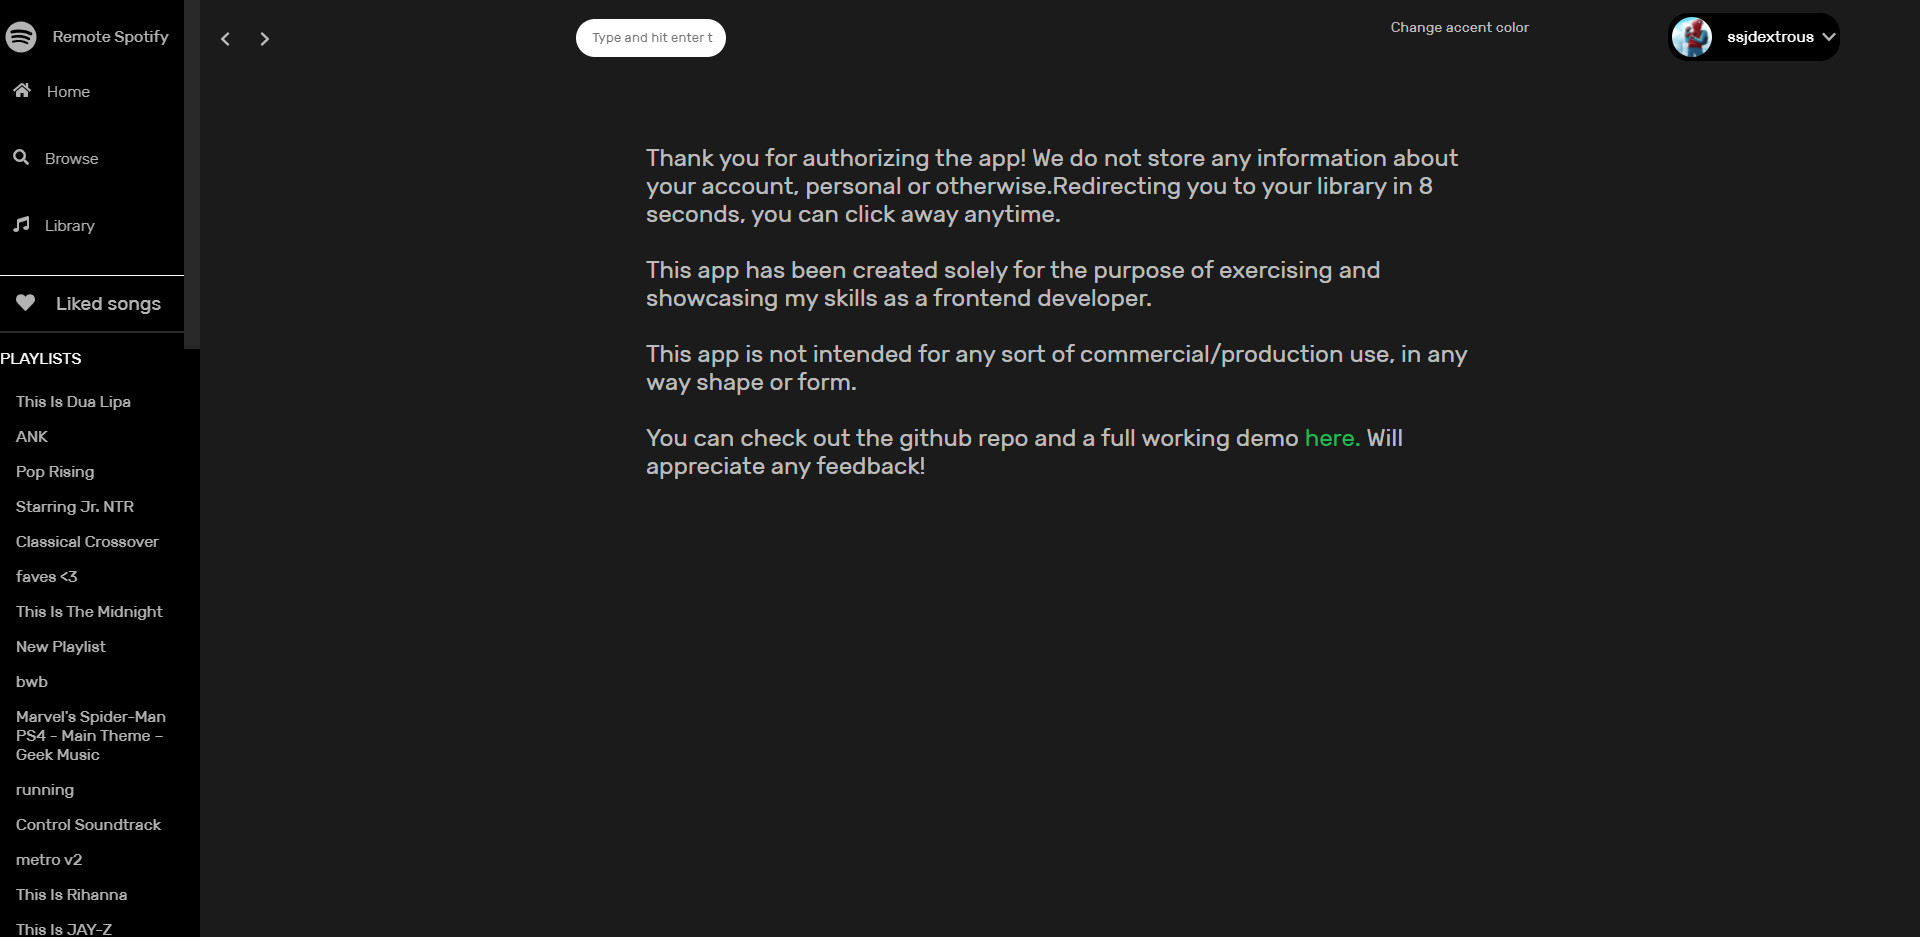 Remote Spotify
Home
Browse
Library
Liked songs
PLAYLISTS
This Is Dua Lipa
ANK
Pop Rising
Starring Jr. NTR
Classical Crossover
faves <3
This Is The Midnight
New Playlist
bwb
Marvel's Spider-Man
PS4 - Main Theme –
Geek Music
running
Control Soundtrack
metro v2
This Is Rihanna
This Is JAY-Z
Type and hit enter t
Change accent color
ssjdextrous
Thank you for authorizing the app! We do not store any information about
your account, personal or otherwise.Redirecting you to your library in 8
seconds, you can click away anytime.
This app has been created solely for the purpose of exercising and
showcasing my skills as a frontend developer.
This app is not intended for any sort of commercial/production use, in any
way shape or form.
You can check out the github repo and a full working demo here. Will
appreciate any feedback!